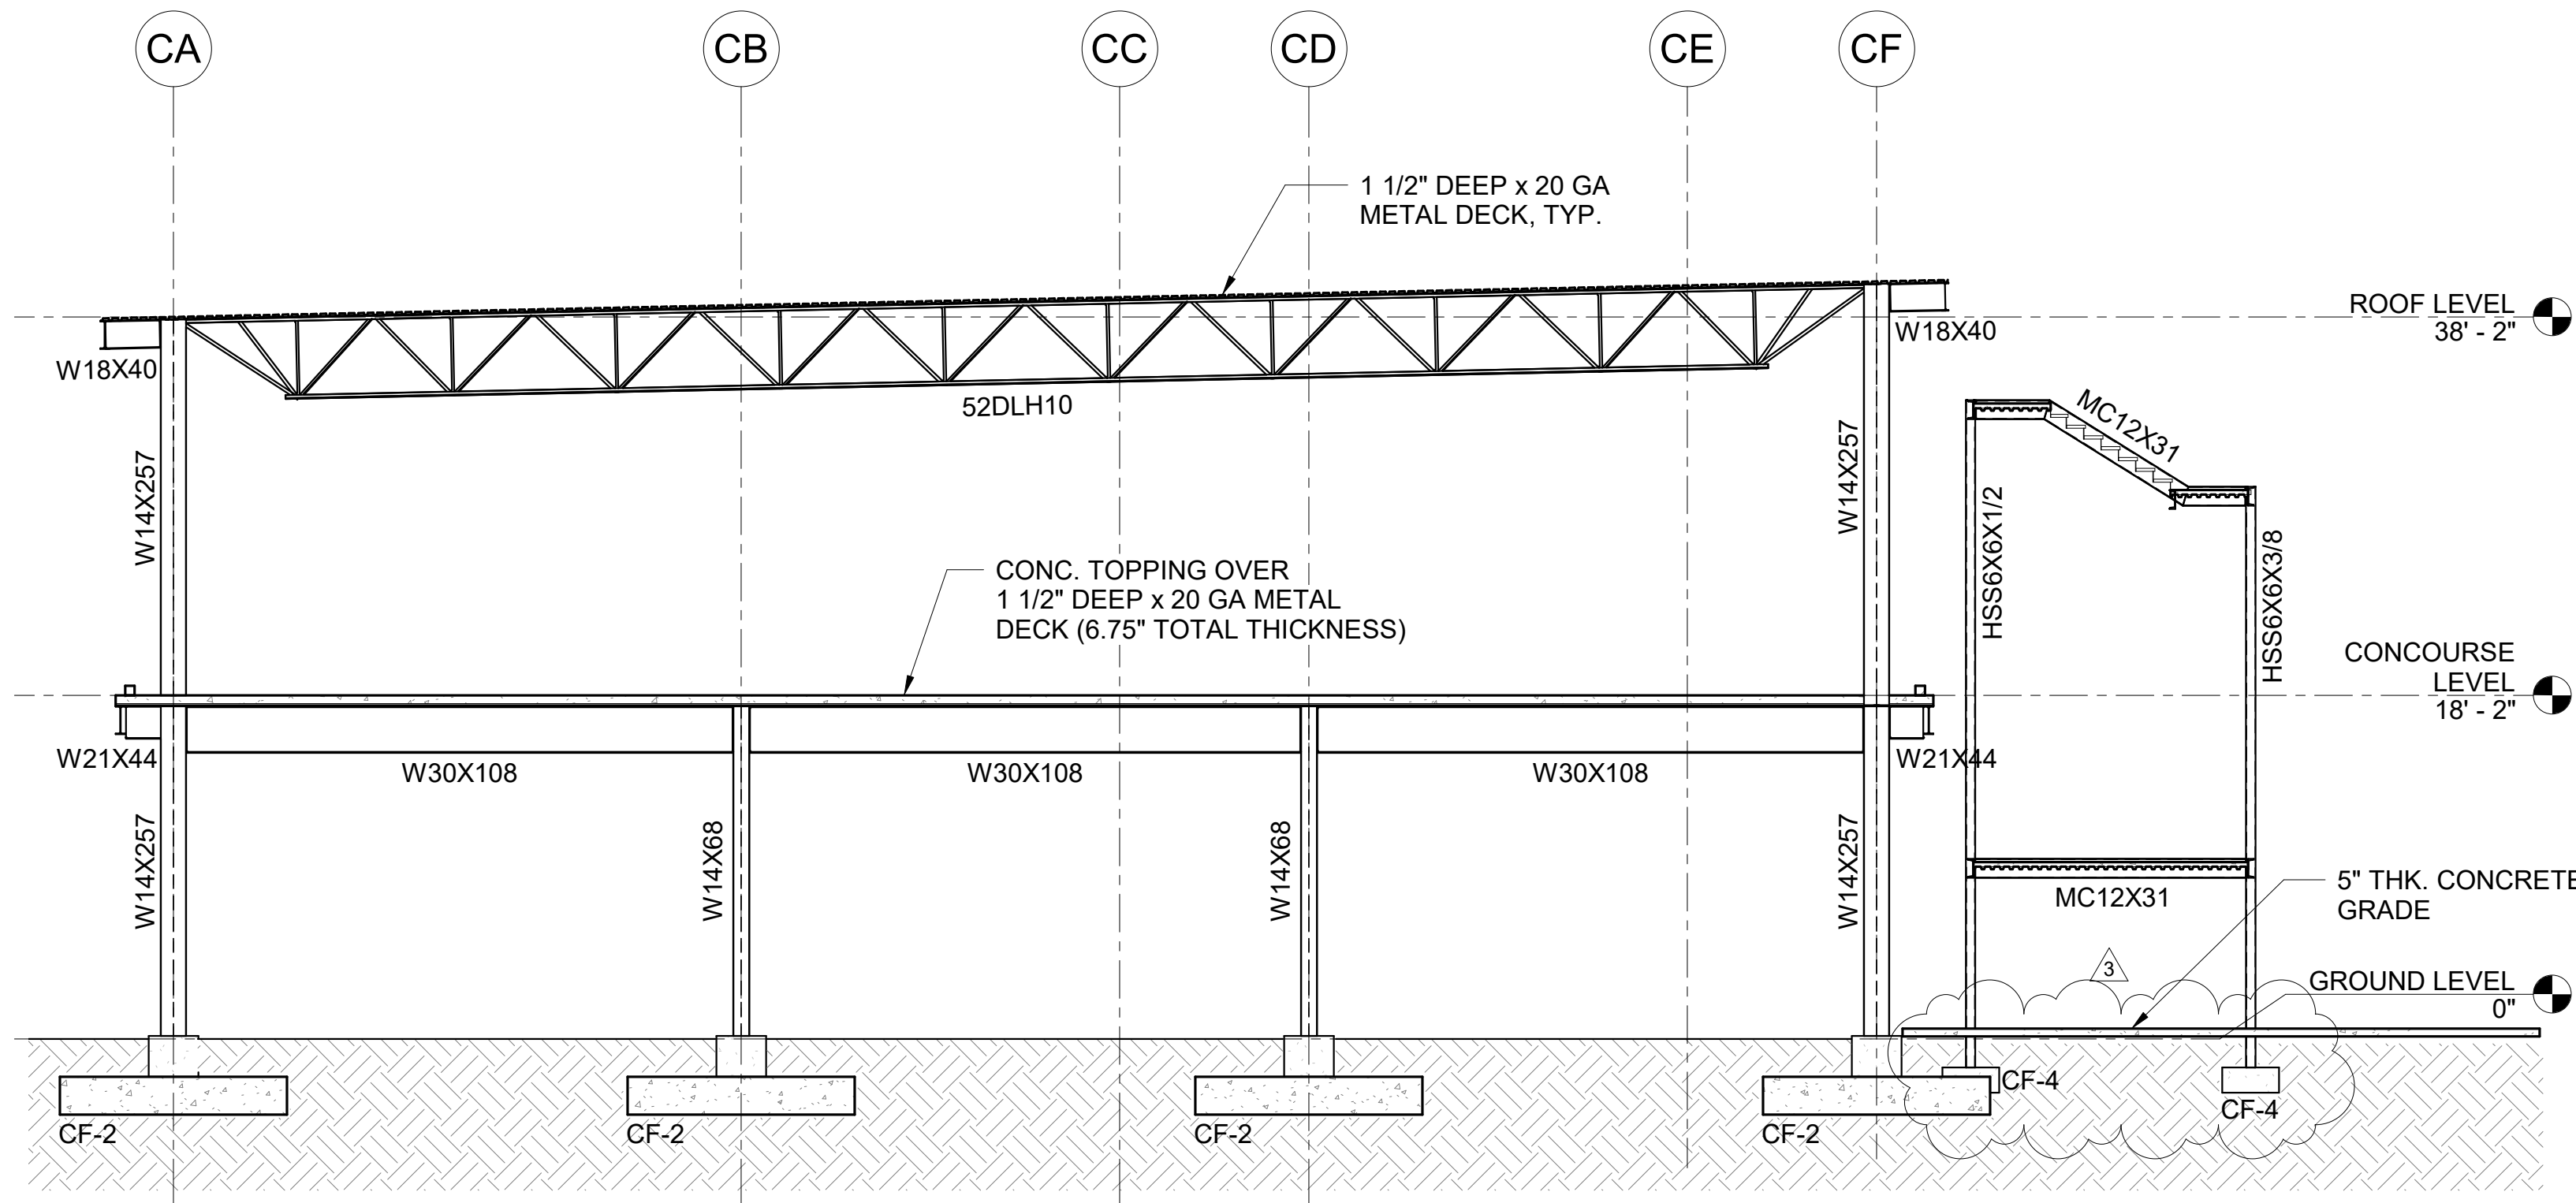 CA
CB
CC
CD
CE
CF
1 1/2" DEEP x 20 GA
METAL DECK, TYP.
ROOF LEVEL
38' - 2"
W18X40
W18X40
52DLH10
MC12X31
W14X257
W14X257
HSS6X6X1/2
HSS6X6X3/8
CONC. TOPPING OVER
1 1/2" DEEP x 20 GA METAL
DECK (6.75" TOTAL THICKNESS)
CONCOURSE
LEVEL
18' - 2"
W21X44
W30X108
W30X108
W30X108
W21X44
W14X257
W14X68
W14X68
W14X257
MC12X31
5" THK. CONCRETE
GRADE
3
GROUND LEVEL
0"
CF-2
CF-2
CF-2
CF-2
CF-4
CF-4